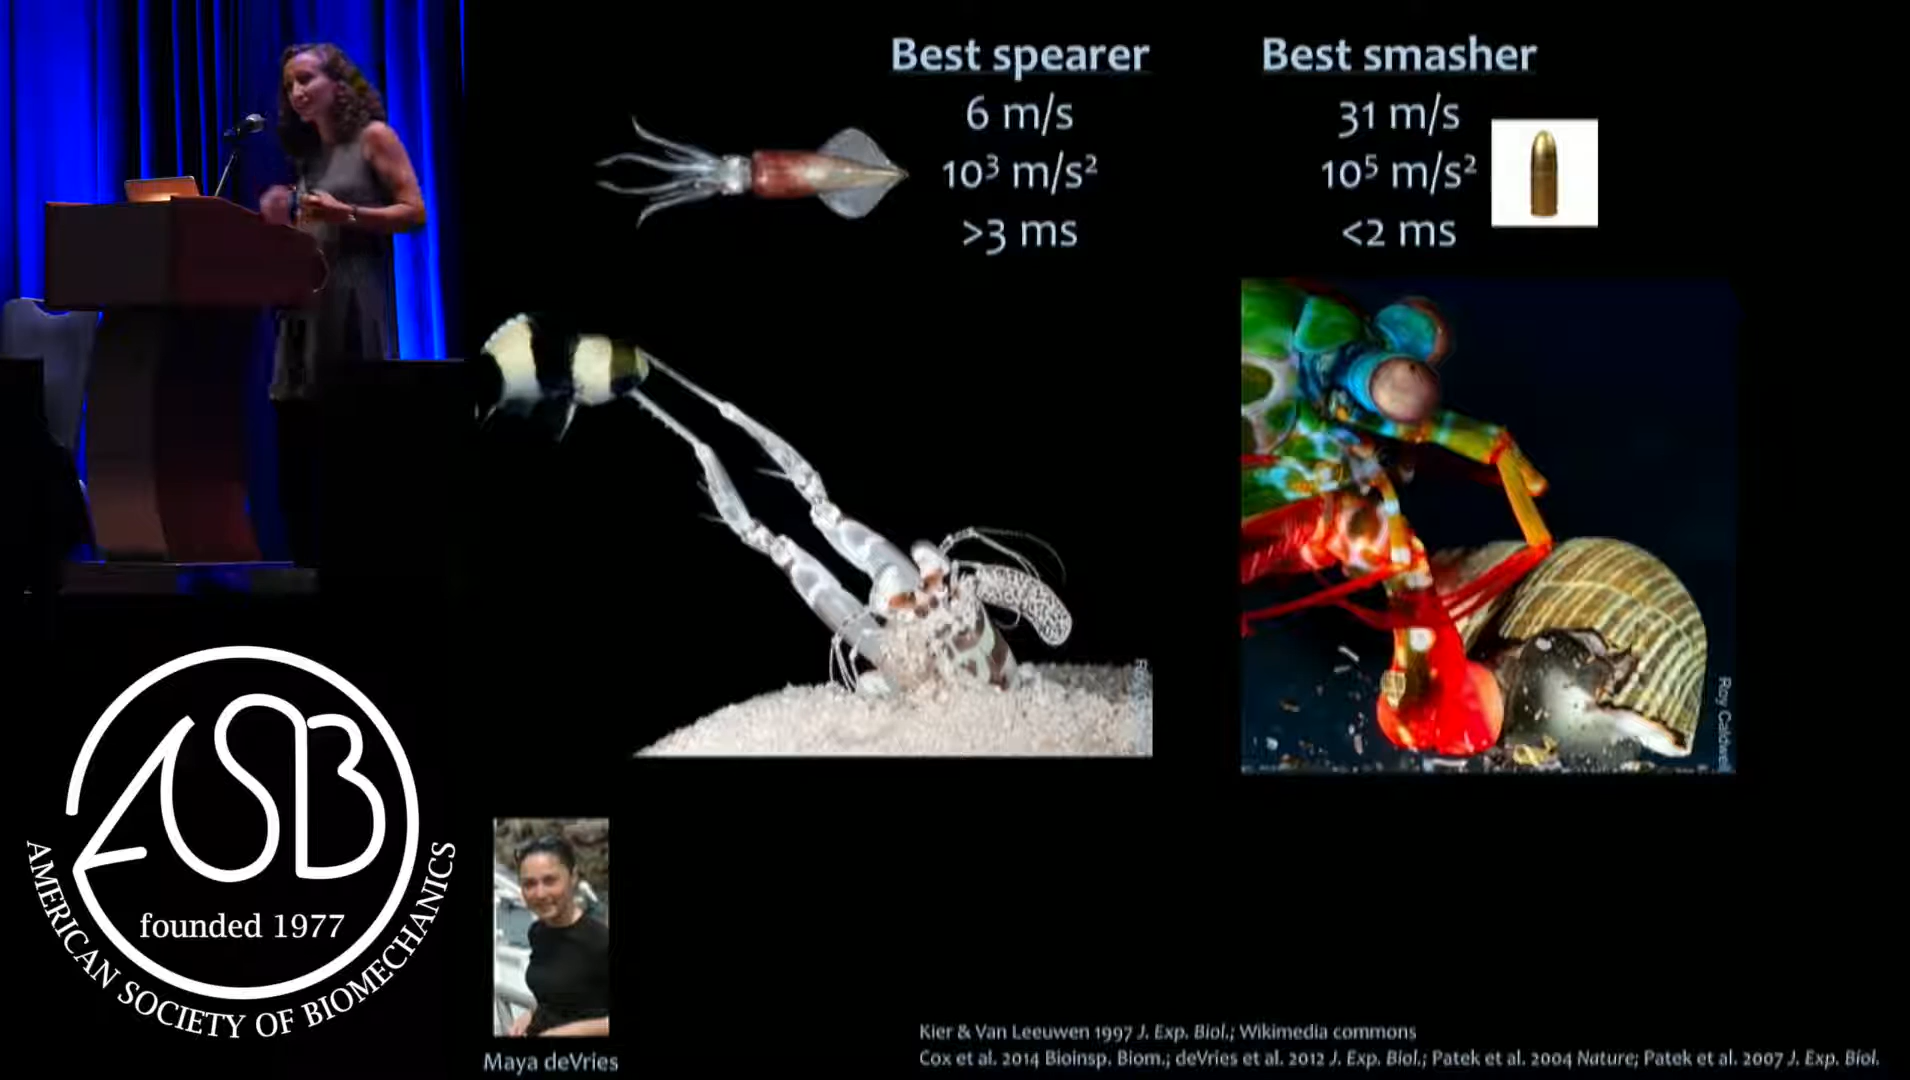 Best spearer
6 m/s
10³ m/s²
>3 ms
Best smasher
31 m/s
10⁵ m/s²
<2 ms
Roy Caldwell
ASB
founded 1977
AMERICAN SOCIETY OF BIOMECHANICS
Maya deVries
Kier & Van Leeuwen 1997 J. Exp. Biol.; Wikimedia commons
Cox et al. 2014 Bioinsp. Biom.; deVries et al. 2012 J. Exp. Biol.; Patek et al. 2004 Nature; Patek et al. 2007 J. Exp. Biol.